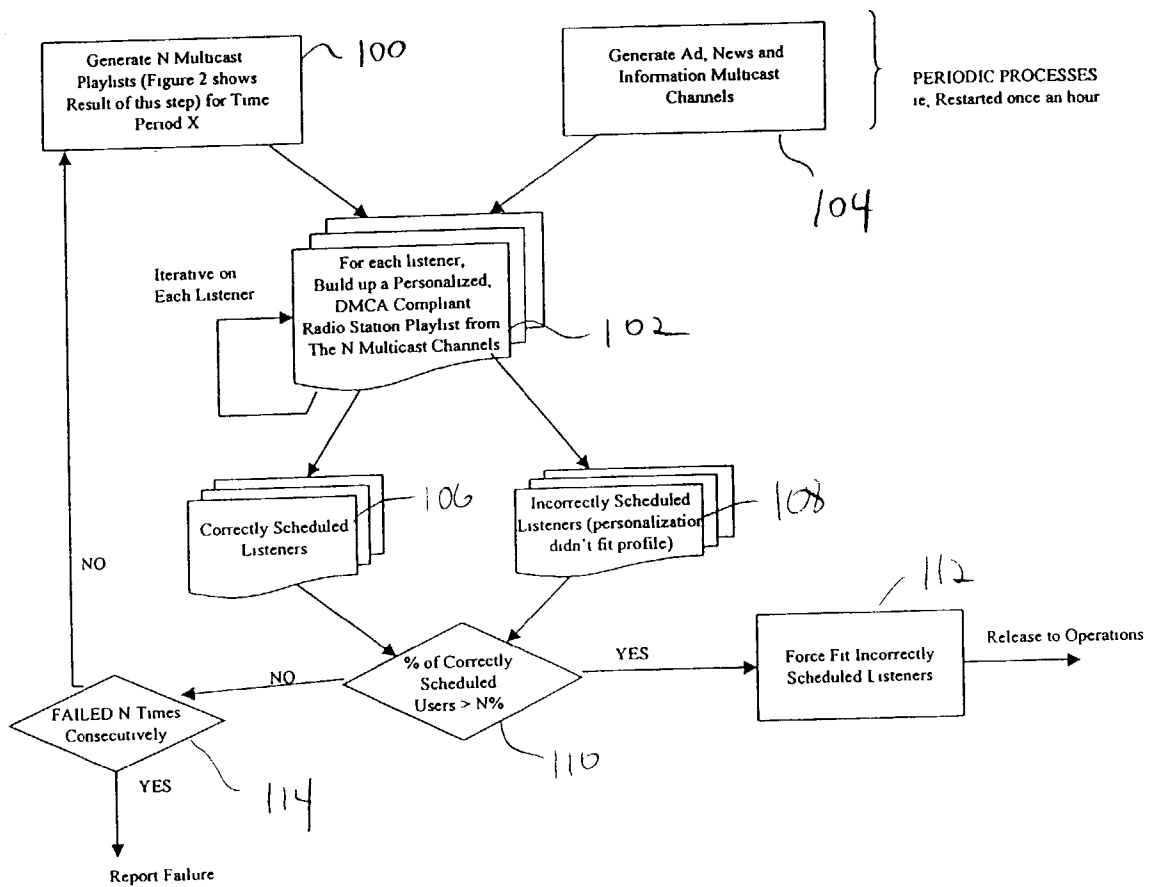 Generate N Multicast
Playlists (Figure 2 shows
Result of this step) for Time
Period X
100
Generate Ad, News and
Information Multicast
Channels
104
PERIODIC PROCESSES
ie, Restarted once an hour
Iterative on
Each Listener
For each listener,
Build up a Personalized,
DMCA Compliant
Radio Station Playlist from
The N Multicast Channels
102
Correctly Scheduled
Listeners
106
Incorrectly Scheduled
Listeners (personalization
didn't fit profile)
108
NO
% of Correctly
Scheduled
Users > N%
110
YES
NO
Force Fit Incorrectly
Scheduled Listeners
112
Release to Operations
FAILED N Times
Consecutively
114
YES
Report Failure